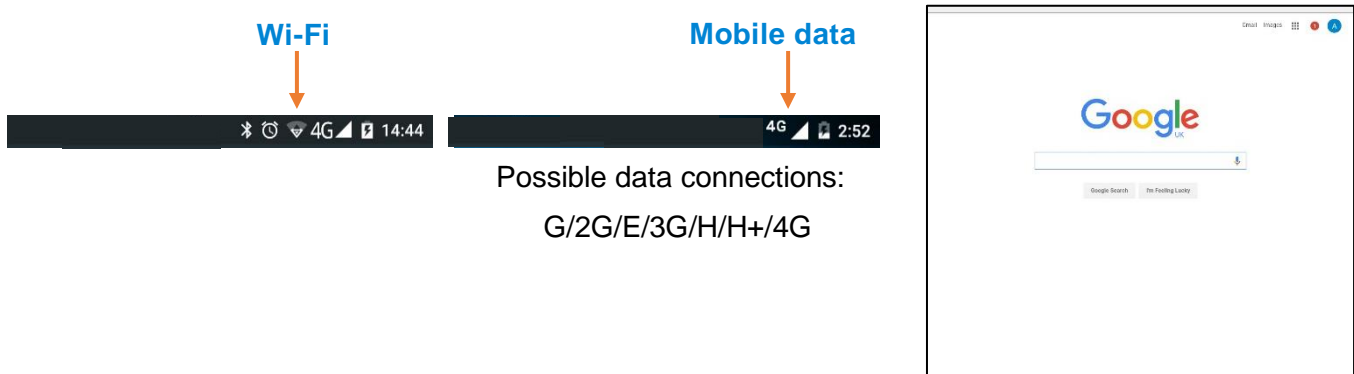 Wi-Fi
4G 14:44
Mobile data
4G 2:52
Possible data connections:
G/2G/E/3G/H/H+/4G
Gmail Images 1 A
Google
UK
Google Search I'm Feeling Lucky